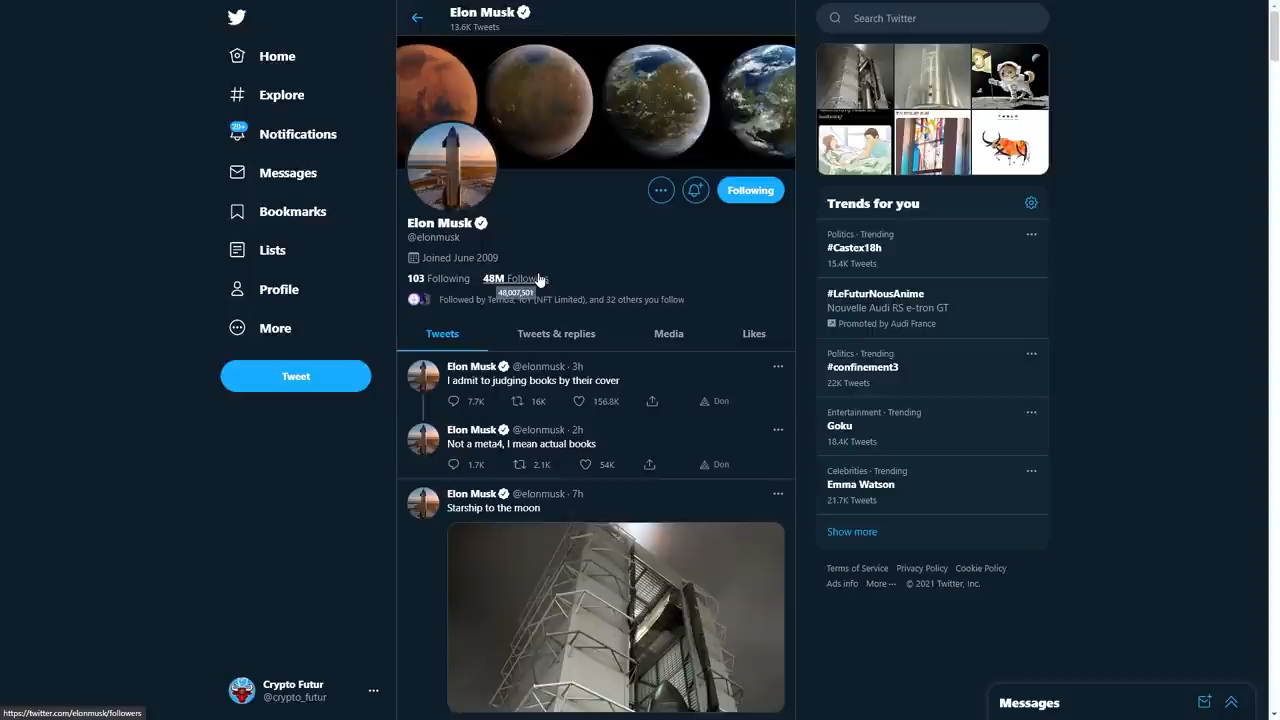 Home
Explore
20+
Notifications
Messages
Bookmarks
Lists
Profile
More
Tweet
Crypto Futur
@crypto_futur
https://twitter.com/elonmusk/followers
Elon Musk
13.6K Tweets
Following
Elon Musk
@elonmusk
Joined June 2009
103 Following 48M Followers
48,007,501
Followed by (NFT Limited), and 32 others you follow
Tweets Tweets & replies Media Likes
Elon Musk @elonmusk · 3h
I admit to judging books by their cover
7.7K 16K 156.8K Don
Elon Musk @elonmusk · 2h
Not a meta4, I mean actual books
1.7K 2.1K 54K Don
Elon Musk @elonmusk · 7h
Starship to the moon
Search Twitter
TESLA
Trends for you
Politics · Trending
#Castex18h
15.4K Tweets
#LeFuturNousAnime
Nouvelle Audi RS e-tron GT
Promoted by Audi France
Politics · Trending
#confinement3
22K Tweets
Entertainment · Trending
Goku
18.4K Tweets
Celebrities · Trending
Emma Watson
21.7K Tweets
Show more
Terms of Service Privacy Policy Cookie Policy
Ads info More ··· © 2021 Twitter, Inc.
Messages